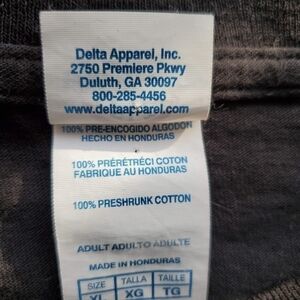 Delta Apparel, Inc.
2750 Premiere Pkwy
Duluth, GA 30097
800-285-4456
www.deltaapparel.com
100% PRE-ENCOGIDO ALGODON
HECHO EN HONDURAS
100% PRÉRÉTRÉCI COTON
FABRIQUE AU HONDURAS
100% PRESHRUNK COTTON
ADULT ADULTO ADULTE
MADE IN HONDURAS
SIZE TALLA TAILLE
XL XG TG